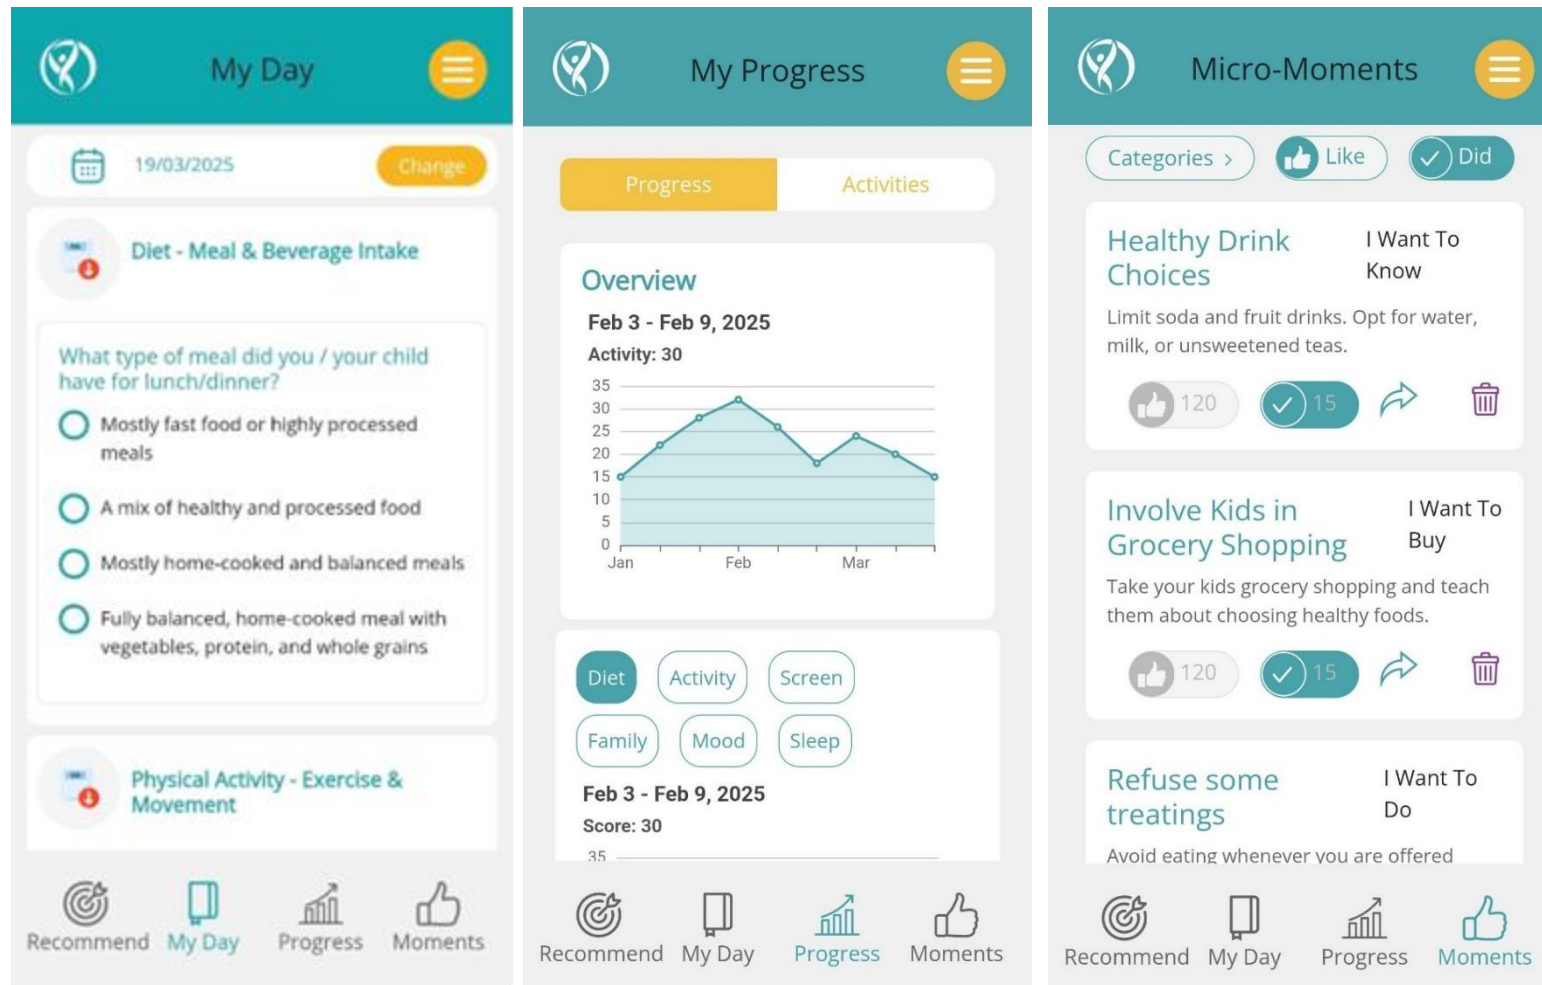 My Day
19/03/2025
Change
Diet - Meal & Beverage Intake
What type of meal did you / your child
have for lunch/dinner?
Mostly fast food or highly processed
meals
A mix of healthy and processed food
Mostly home-cooked and balanced meals
Fully balanced, home-cooked meal with
vegetables, protein, and whole grains
Physical Activity - Exercise &
Movement
Recommend
My Day
Progress
Moments
My Progress
Progress
Activities
Overview
Feb 3 - Feb 9, 2025
Activity: 30
35
30
25
20
15
10
5
0
Jan
Feb
Mar
Diet
Activity
Screen
Family
Mood
Sleep
Feb 3 - Feb 9, 2025
Score: 30
35
Recommend
My Day
Progress
Moments
Micro-Moments
Categories >
Like
Did
Healthy Drink
Choices
I Want To
Know
Limit soda and fruit drinks. Opt for water,
milk, or unsweetened teas.
120
15
Involve Kids in
Grocery Shopping
I Want To
Buy
Take your kids grocery shopping and teach
them about choosing healthy foods.
120
15
Refuse some
treatings
I Want To
Do
Avoid eating whenever you are offered
Recommend
My Day
Progress
Moments